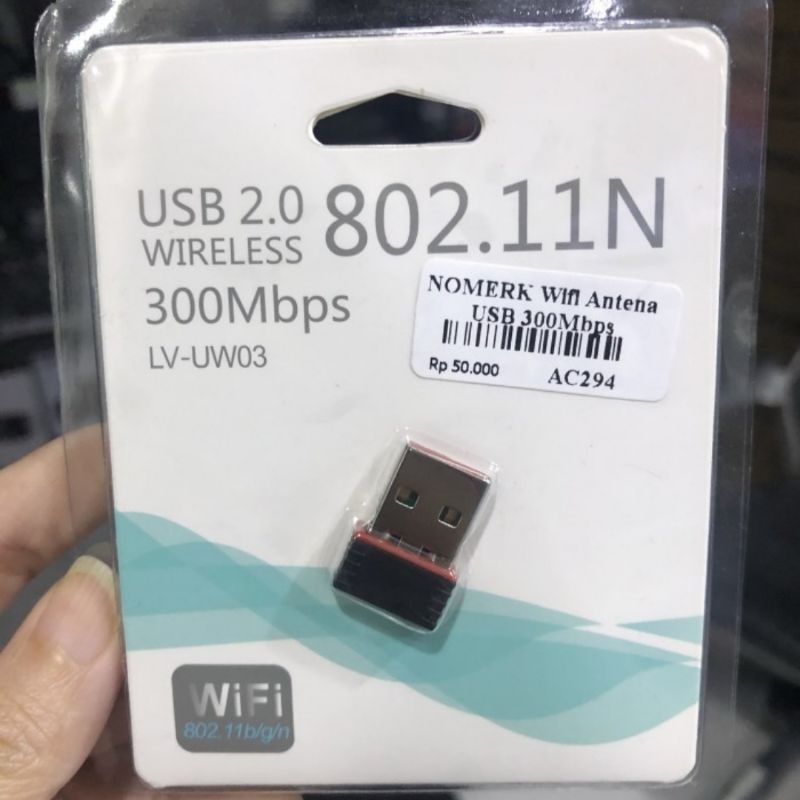 USB 2.0
WIRELESS
802.11N
300Mbps
LV-UW03
NOMERK Wifi Antena
USB 300Mbps
Rp 50.000
AC294
WiFi
802.11b/g/n